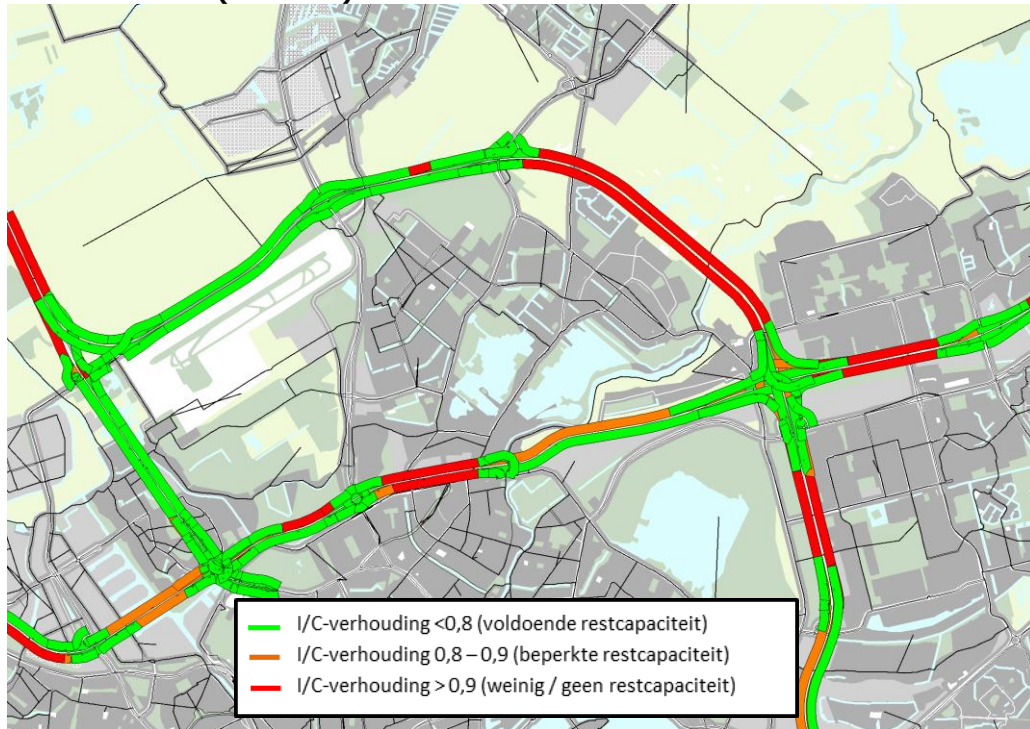 I/C-verhouding <0,8 (voldoende restcapaciteit)
I/C-verhouding 0,8 – 0,9 (beperkte restcapaciteit)
I/C-verhouding > 0,9 (weinig / geen restcapaciteit)